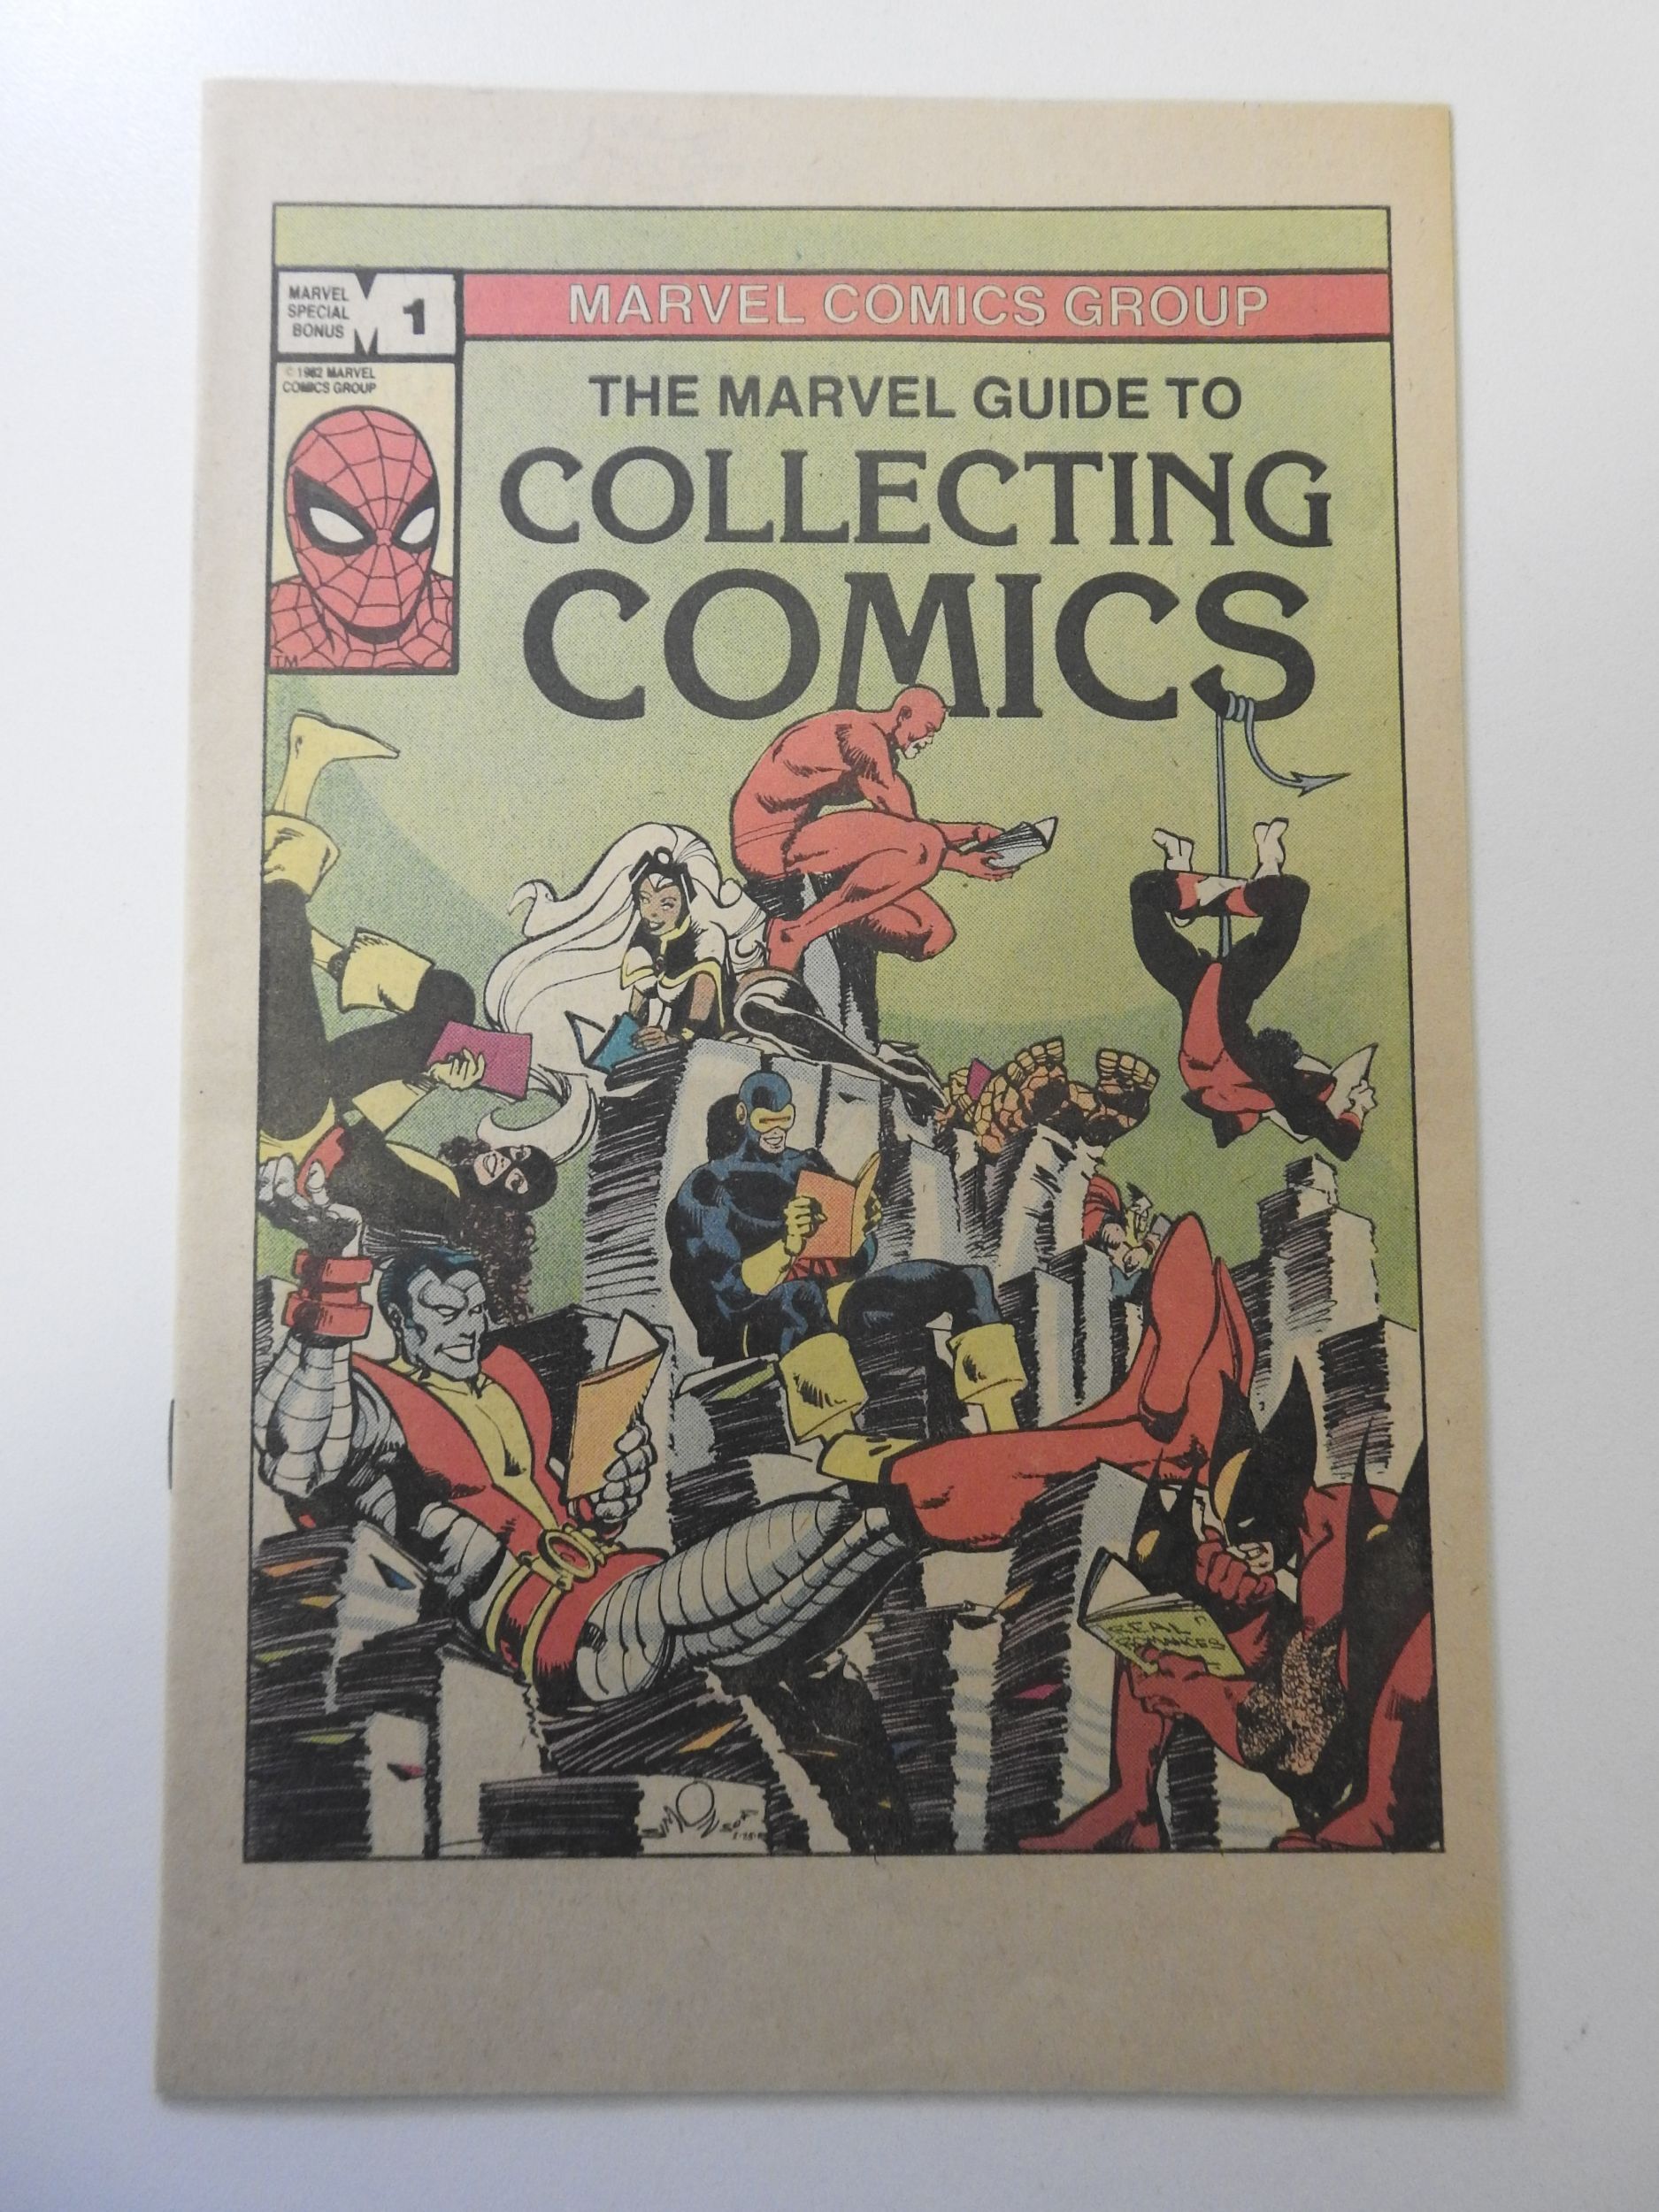 MARVEL COMICS GROUP
MARVEL
SPECIAL
BONUS
M
1
© 1982 MARVEL
COMICS GROUP
TM
THE MARVEL GUIDE TO
COLLECTING
COMICS
REAL
ROMANCES
SIMONSON